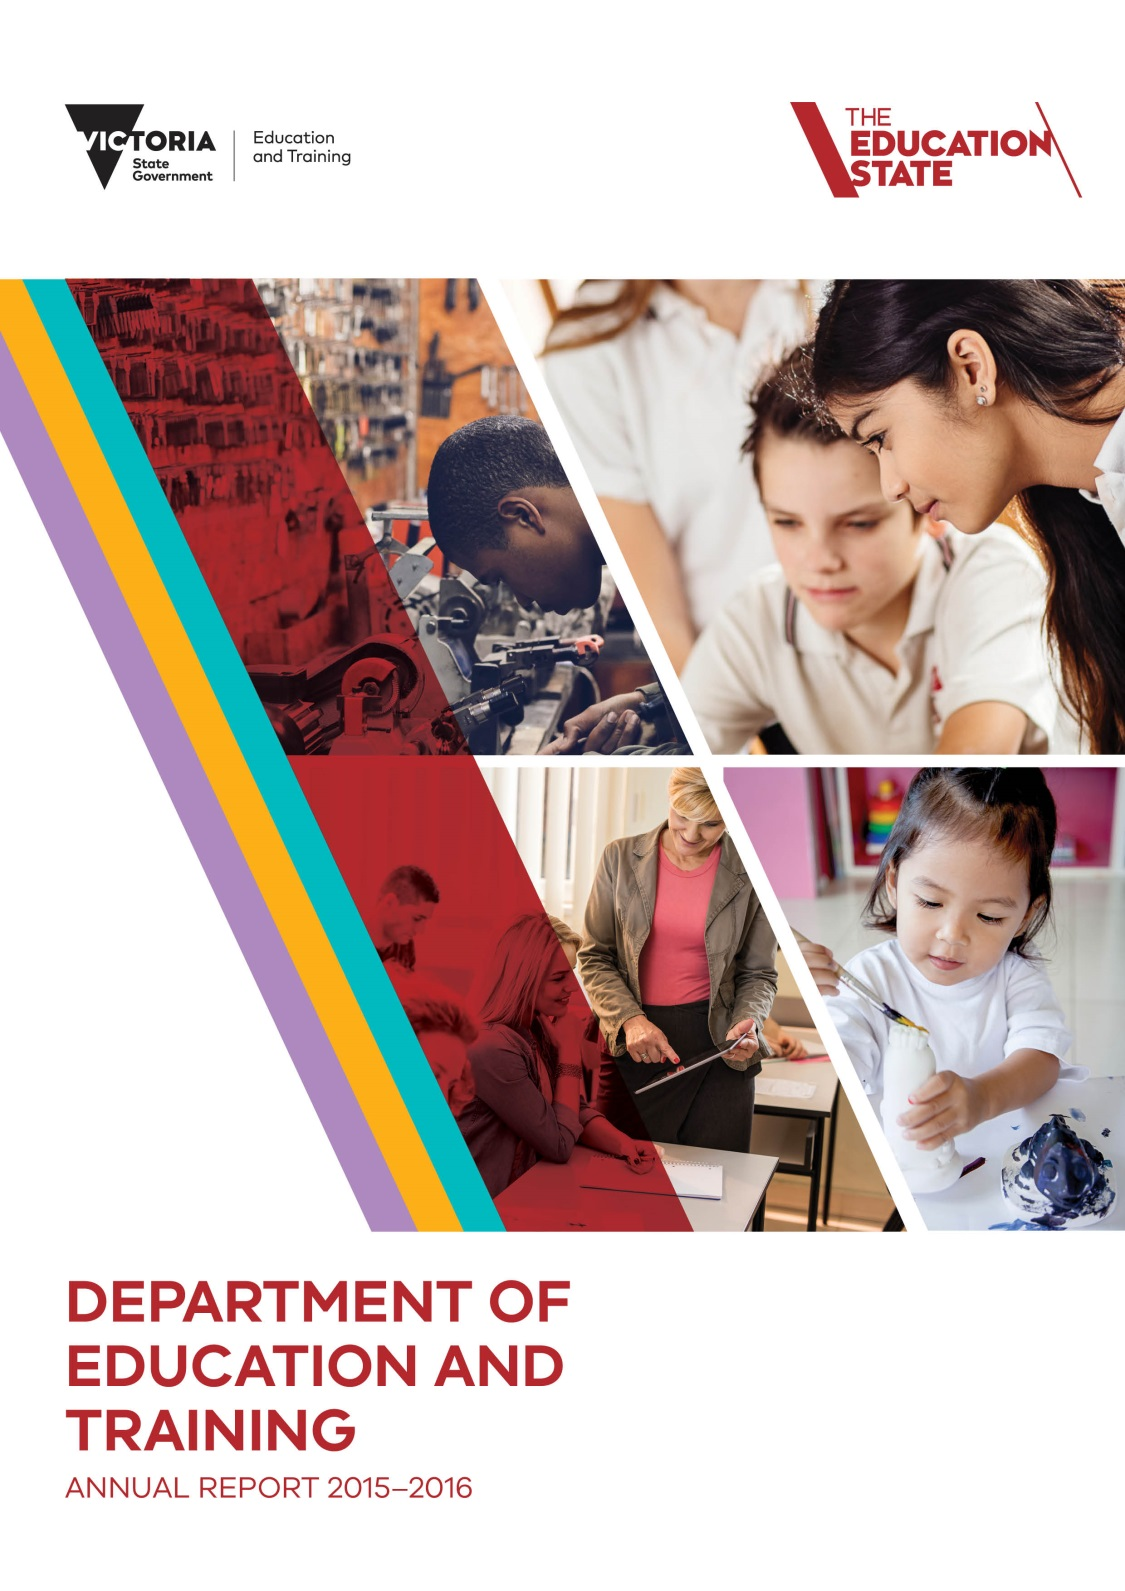 VICTORIA
State
Government
Education
and Training
THE
EDUCATION
STATE
DEPARTMENT OF
EDUCATION AND
TRAINING
ANNUAL REPORT 2015–2016